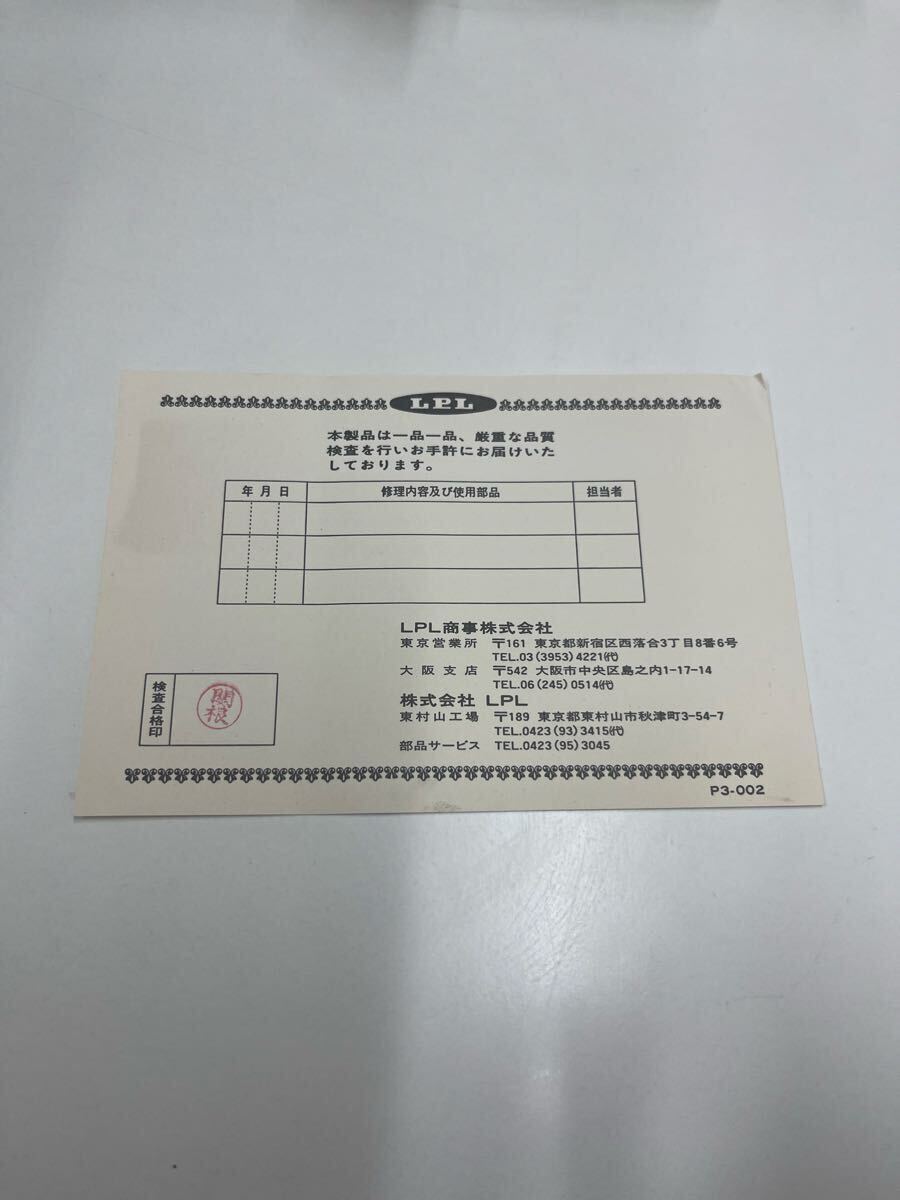 LPL
本製品は一品一品、厳重な品質
検査を行いお手許にお届けいた
しております。
年 月 日 修理内容及び使用部品 担当者
LPL商事株式会社
東京営業所 〒161 東京都新宿区西落合3丁目8番6号
TEL.03(3953)4221(代)
大阪支店 〒542 大阪市中央区島之内1-17-14
TEL.06(245)0514(代)
株式会社 LPL
東村山工場 〒189 東京都東村山市秋津町3-54-7
TEL.0423(93)3415(代)
部品サービス TEL.0423(95)3045
検査合格印
関根
P3-002